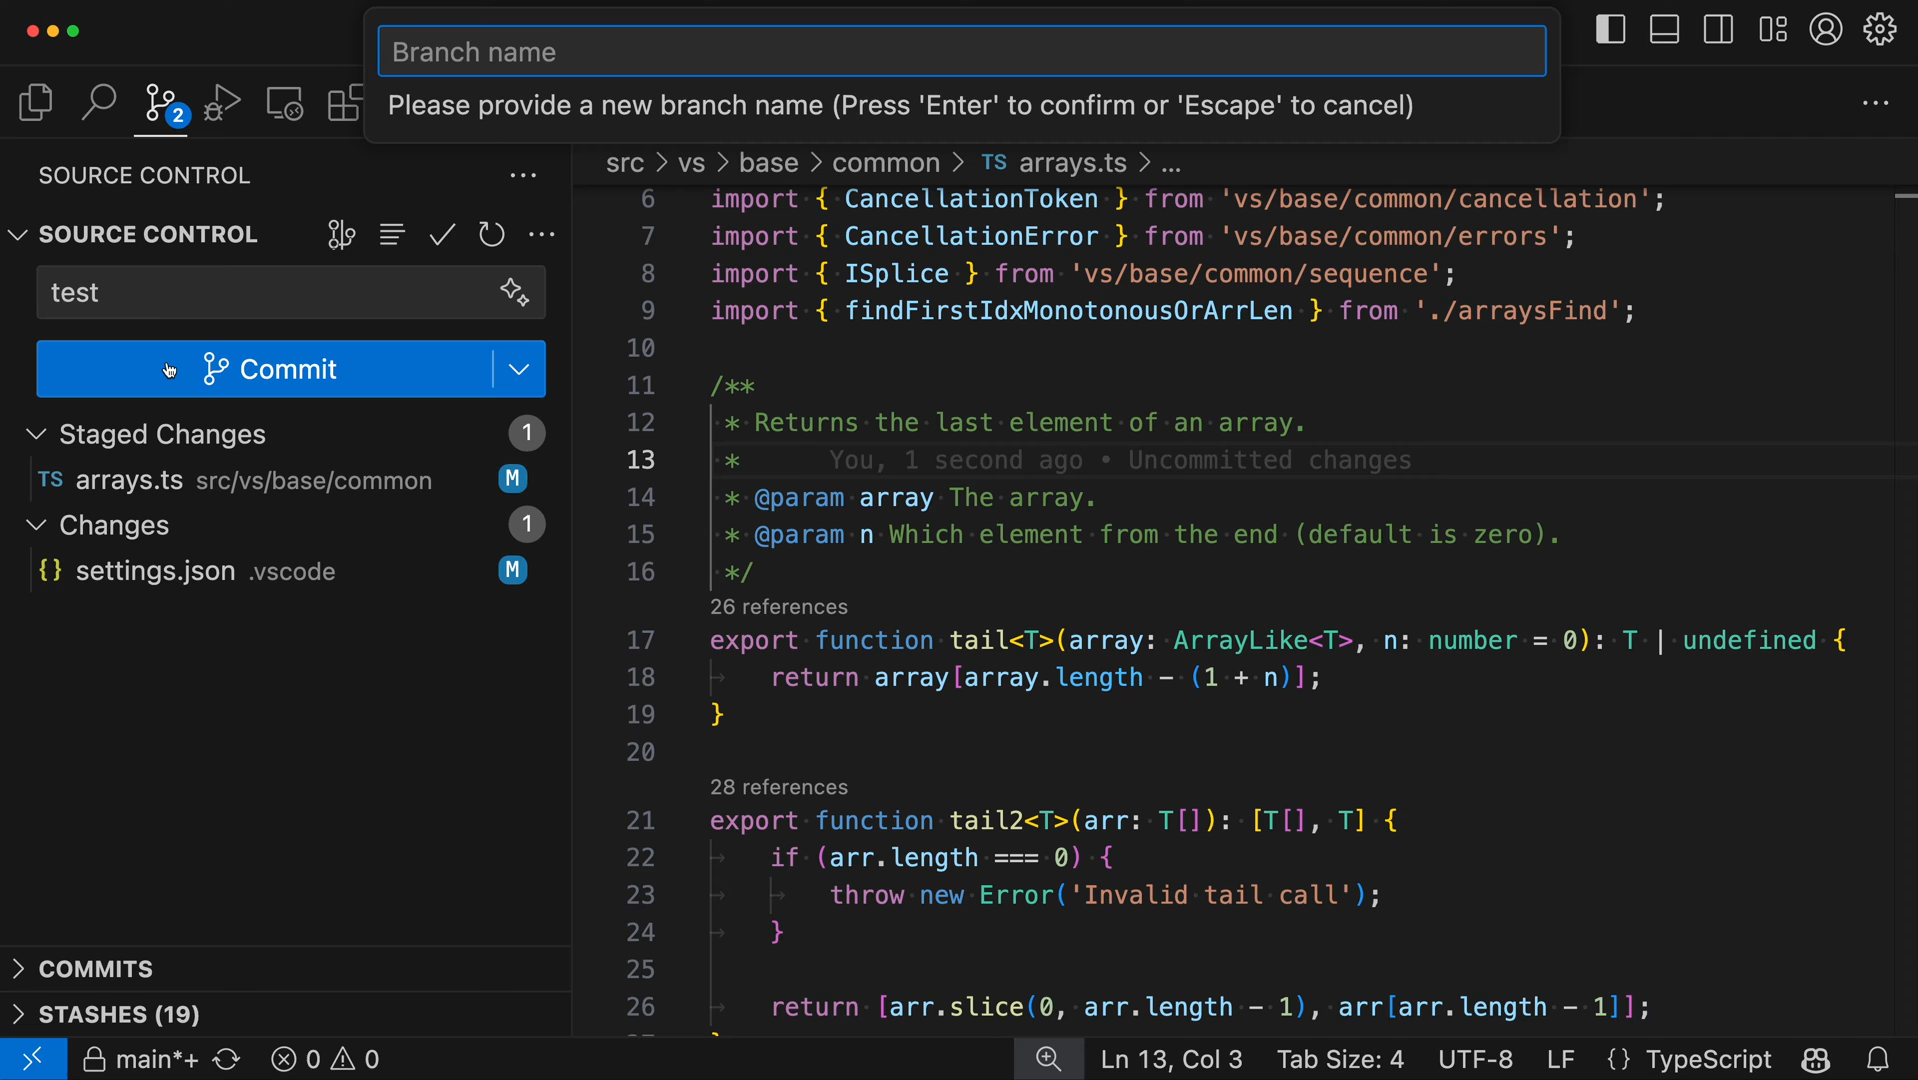 Branch name
Please provide a new branch name (Press 'Enter' to confirm or 'Escape' to cancel)
2
SOURCE CONTROL
src > vs > base > common > TS arrays.ts > ...
SOURCE CONTROL
test
Commit
Staged Changes 1
TS arrays.ts src/vs/base/common M
Changes 1
{} settings.json .vscode M
COMMITS
STASHES (19)
6 import { CancellationToken } from 'vs/base/common/cancellation';
7 import { CancellationError } from 'vs/base/common/errors';
8 import { ISplice } from 'vs/base/common/sequence';
9 import { findFirstIdxMonotonousOrArrLen } from './arraysFind';
10
11 /**
12 * Returns the last element of an array.
13 * You, 1 second ago • Uncommitted changes
14 * @param array The array.
15 * @param n Which element from the end (default is zero).
16 */
26 references
17 export function tail<T>(array: ArrayLike<T>, n: number = 0): T | undefined {
18 return array[array.length - (1 + n)];
19 }
20
28 references
21 export function tail2<T>(arr: T[]): [T[], T] {
22 if (arr.length === 0) {
23 throw new Error('Invalid tail call');
24 }
25
26 return [arr.slice(0, arr.length - 1), arr[arr.length - 1]];
main*+ 0 0 Ln 13, Col 3 Tab Size: 4 UTF-8 LF {} TypeScript